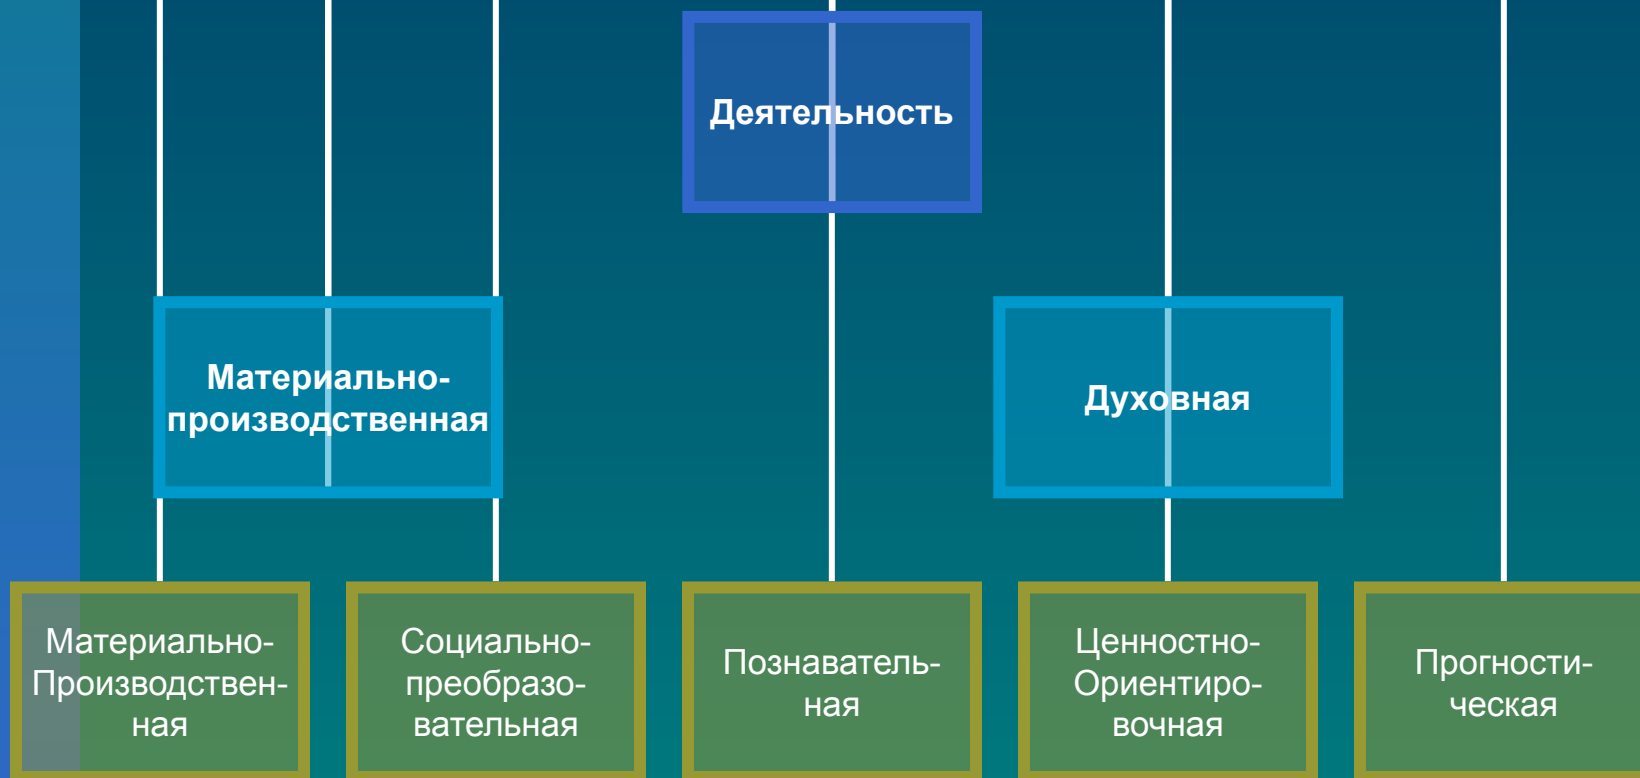 Деятельность
Материально-
производственная
Духовная
Материально-
Производствен-
ная
Социально-
преобразо-
вательная
Познаватель-
ная
Ценностно-
Ориентиро-
вочная
Прогности-
ческая